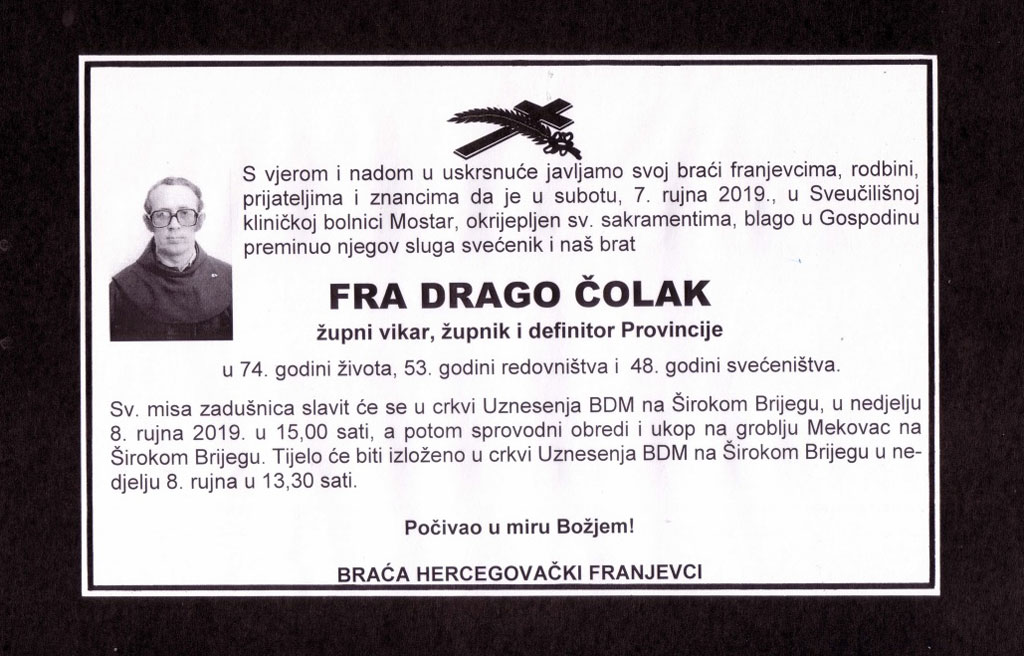 S vjerom i nadom u uskrsnuće javljamo svoj braći franjevcima, rodbini,
prijateljima i znancima da je u subotu, 7. rujna 2019., u Sveučilišnoj
kliničkoj bolnici Mostar, okrijepljen sv. sakramentima, blago u Gospodinu
preminuo njegov sluga svećenik i naš brat
FRA DRAGO ČOLAK
župni vikar, župnik i definitor Provincije
u 74. godini života, 53. godini redovništva i 48. godini svećeništva.
Sv. misa zadušnica slavit će se u crkvi Uznesenja BDM na Širokom Brijegu, u nedjelju
8. rujna 2019. u 15,00 sati, a potom sprovodni obredi i ukop na groblju Mekovac na
Širokom Brijegu. Tijelo će biti izloženo u crkvi Uznesenja BDM na Širokom Brijegu u ne-
djelju 8. rujna u 13,30 sati.
Počivao u miru Božjem!
BRAĆA HERCEGOVAČKI FRANJEVCI